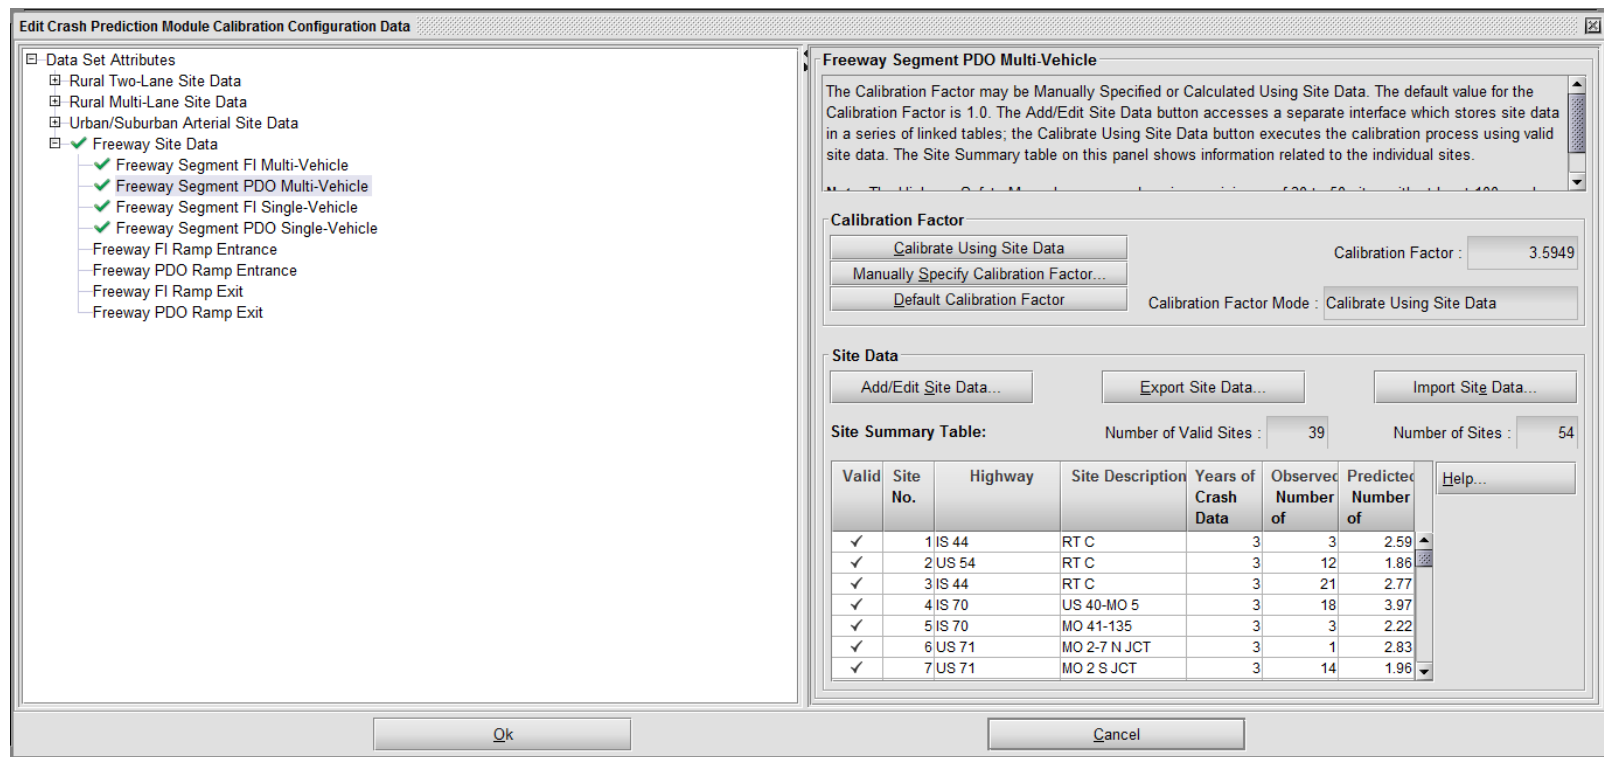 Edit Crash Prediction Module Calibration Configuration Data
Data Set Attributes
Rural Two-Lane Site Data
Rural Multi-Lane Site Data
Urban/Suburban Arterial Site Data
Freeway Site Data
Freeway Segment FI Multi-Vehicle
Freeway Segment PDO Multi-Vehicle
Freeway Segment FI Single-Vehicle
Freeway Segment PDO Single-Vehicle
Freeway FI Ramp Entrance
Freeway PDO Ramp Entrance
Freeway FI Ramp Exit
Freeway PDO Ramp Exit
Freeway Segment PDO Multi-Vehicle
The Calibration Factor may be Manually Specified or Calculated Using Site Data. The default value for the
Calibration Factor is 1.0. The Add/Edit Site Data button accesses a separate interface which stores site data
in a series of linked tables; the Calibrate Using Site Data button executes the calibration process using valid
site data. The Site Summary table on this panel shows information related to the individual sites.
Calibration Factor
Calibrate Using Site Data
Calibration Factor : 3.5949
Manually Specify Calibration Factor...
Default Calibration Factor
Calibration Factor Mode : Calibrate Using Site Data
Site Data
Add/Edit Site Data... Export Site Data... Import Site Data...
Site Summary Table: Number of Valid Sites : 39 Number of Sites : 54
Valid Site Highway Site Description Years of Observed Predicted
No. Crash Number Number
Data of of
Help...
1 IS 44 RT C 3 3 2.59
2 US 54 RT C 3 12 1.86
3 IS 44 RT C 3 21 2.77
4 IS 70 US 40-MO 5 3 18 3.97
5 IS 70 MO 41-135 3 3 2.22
6 US 71 MO 2-7 N JCT 3 1 2.83
7 US 71 MO 2 S JCT 3 14 1.96
Ok Cancel